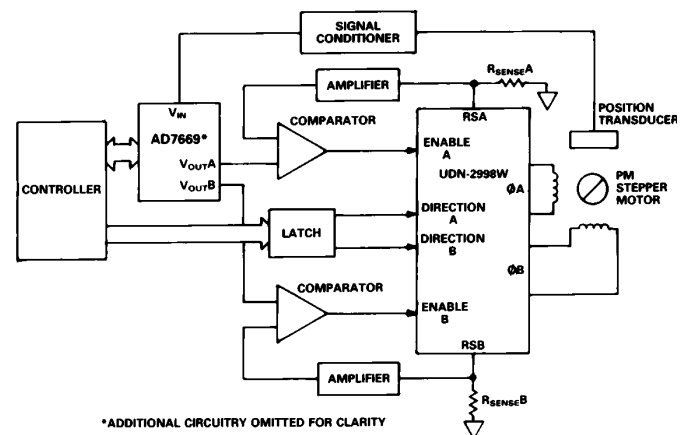 SIGNAL
CONDITIONER
AMPLIFIER
RSENSEA
VIN
AD7669*
VOUTA
VOUTB
COMPARATOR
RSA
ENABLE
A
UDN-2998W
POSITION
TRANSDUCER
CONTROLLER
ØA
PM
STEPPER
MOTOR
LATCH
DIRECTION
A
DIRECTION
B
ØB
COMPARATOR
ENABLE
B
RSB
AMPLIFIER
RSENSEB
*ADDITIONAL CIRCUITRY OMITTED FOR CLARITY